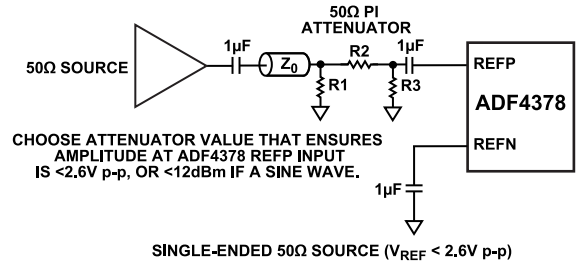 50Ω PI
ATTENUATOR
1µF
R2
1µF
50Ω SOURCE
Z0
R1
R3
REFP
ADF4378
REFN
CHOOSE ATTENUATOR VALUE THAT ENSURES
AMPLITUDE AT ADF4378 REFP INPUT
IS <2.6V p-p, OR <12dBm IF A SINE WAVE.
1µF
SINGLE-ENDED 50Ω SOURCE (VREF < 2.6V p-p)